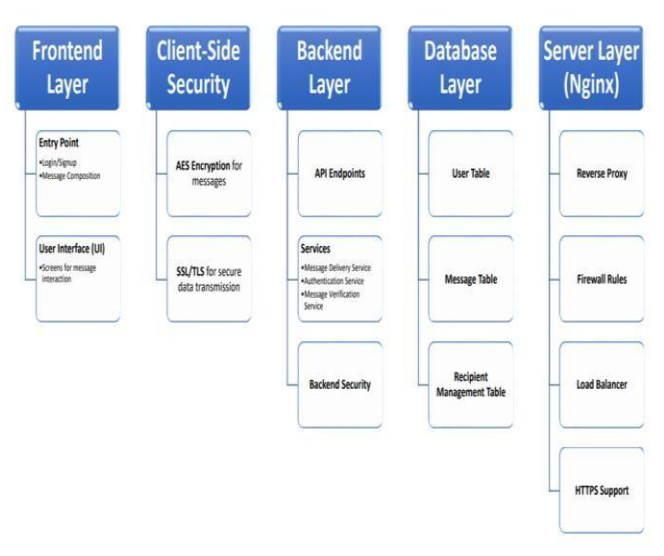 Frontend
Layer
Entry Point
•Login/Signup
•Message Composition
User Interface (UI)
•Screens for message
interaction
Client-Side
Security
AES Encryption for
messages
SSL/TLS for secure
data transmission
Backend
Layer
API Endpoints
Services
•Message Delivery Service
•Authentication Service
•Message Verification
Service
Backend Security
Database
Layer
User Table
Message Table
Recipient
Management Table
Server Layer
(Nginx)
Reverse Proxy
Firewall Rules
Load Balancer
HTTPS Support